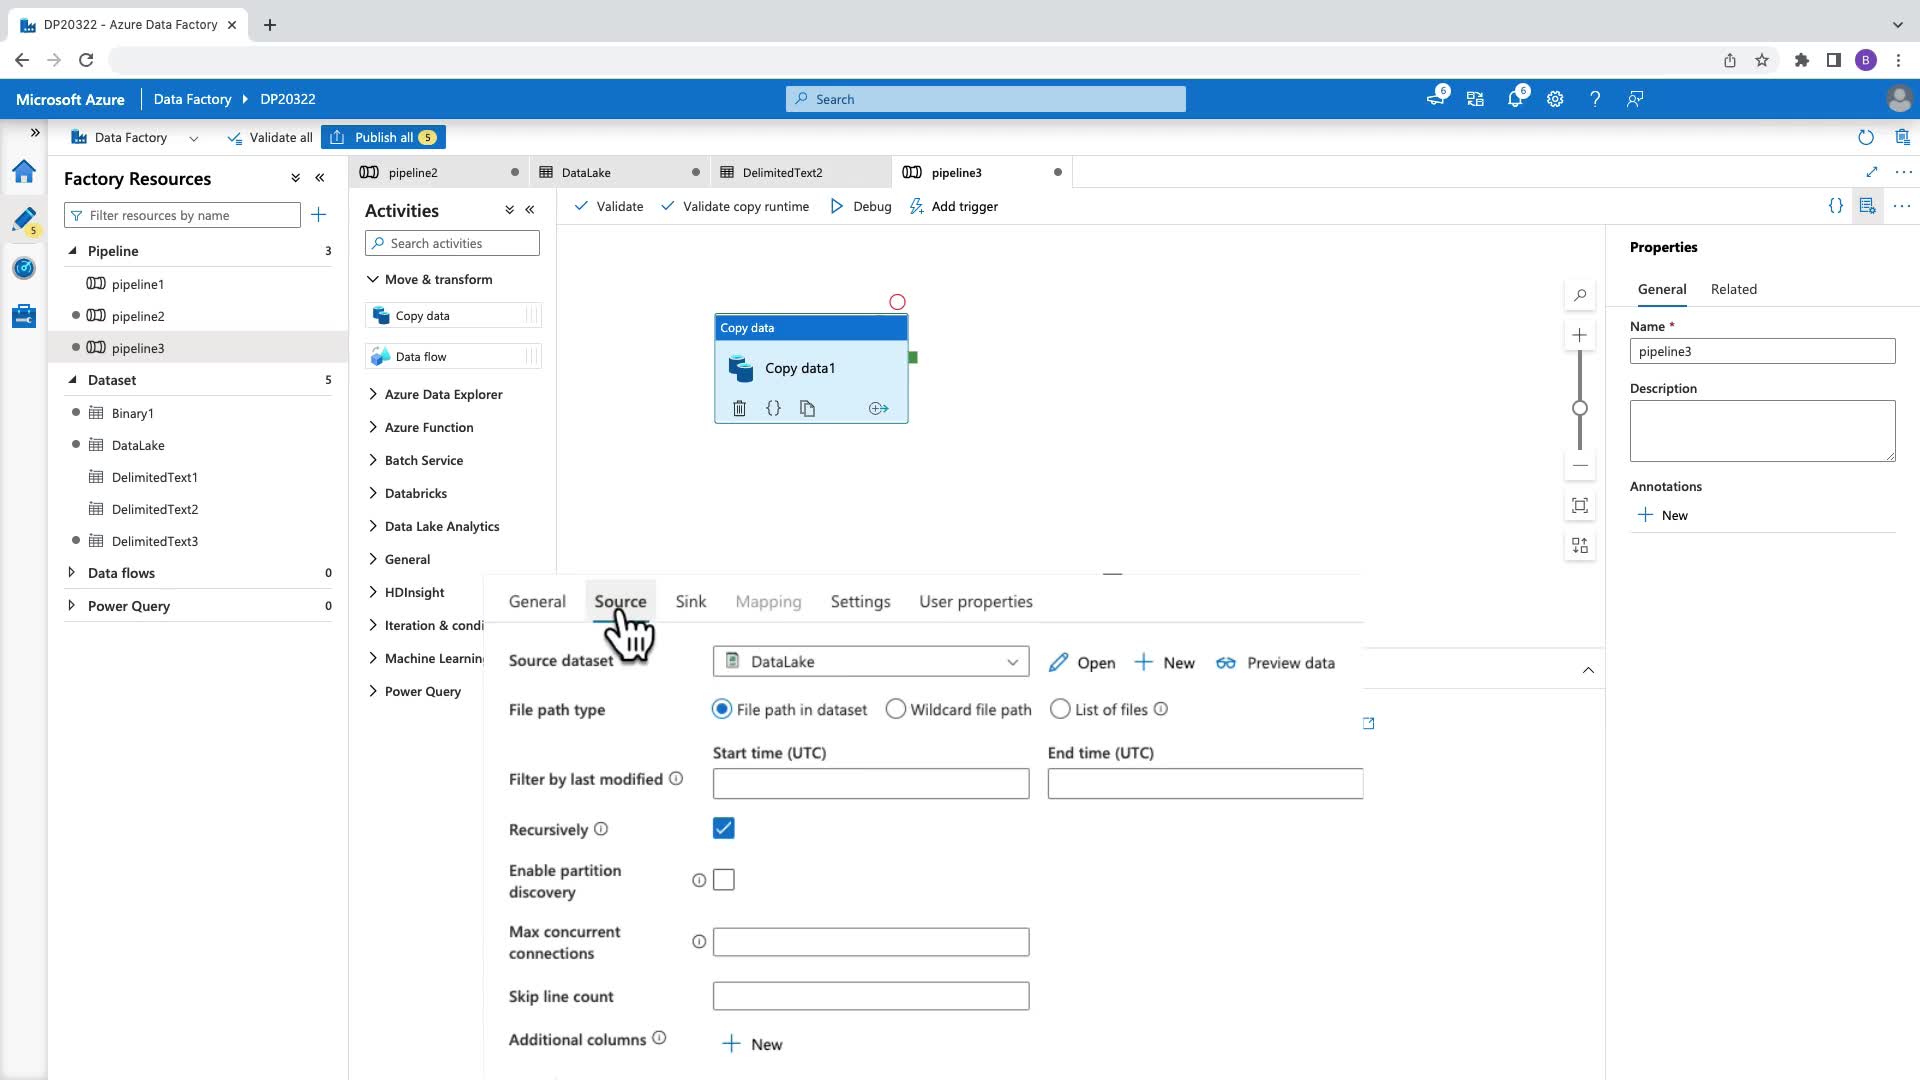 DP20322 - Azure Data Factory
B
Microsoft Azure
Data Factory
DP20322
Search
6
6
Data Factory
Validate all
Publish all
5
Factory Resources
Filter resources by name
5
Pipeline
3
pipeline1
pipeline2
pipeline3
Dataset
5
Binary1
DataLake
DelimitedText1
DelimitedText2
DelimitedText3
Data flows
0
Power Query
0
pipeline2
DataLake
DelimitedText2
pipeline3
Activities
Search activities
Move & transform
Copy data
Data flow
Azure Data Explorer
Azure Function
Batch Service
Databricks
Data Lake Analytics
General
HDInsight
Iteration & condi
Machine Learning
Power Query
Validate
Validate copy runtime
Debug
Add trigger
Copy data
Copy data1
General
Source
Sink
Mapping
Settings
User properties
Source dataset
DataLake
Open
New
Preview data
File path type
File path in dataset
Wildcard file path
List of files
Start time (UTC)
End time (UTC)
Filter by last modified
Recursively
Enable partition
discovery
Max concurrent
connections
Skip line count
Additional columns
New
Properties
General
Related
Name *
pipeline3
Description
Annotations
New